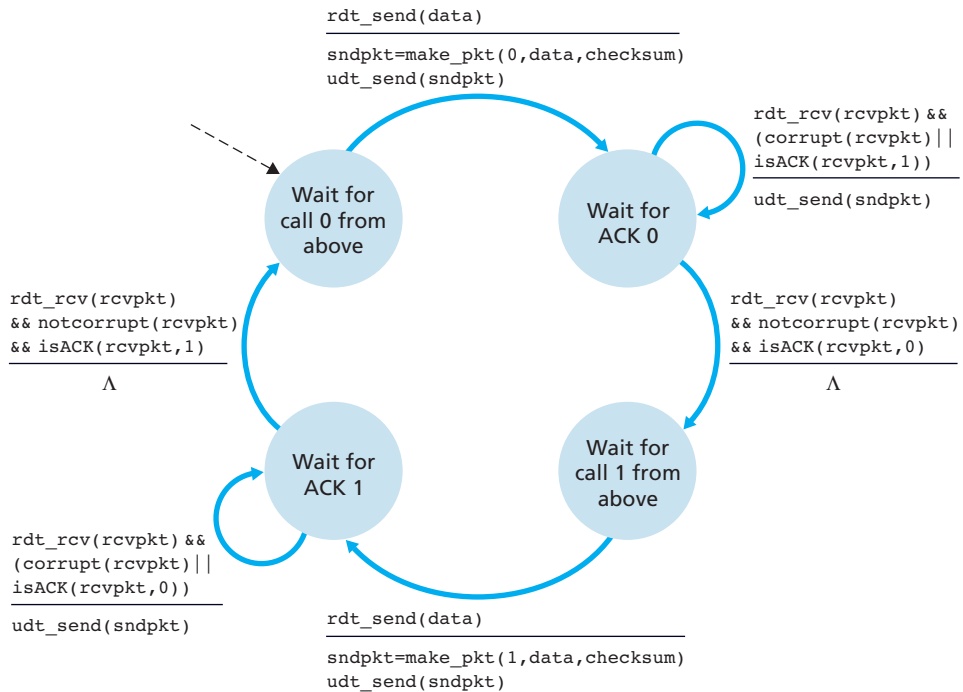 rdt_send(data)
sndpkt=make_pkt(0,data,checksum)
udt_send(sndpkt)
rdt_rcv(rcvpkt) &&
(corrupt(rcvpkt)||
isACK(rcvpkt,1))
udt_send(sndpkt)
Wait for
call 0 from
above
Wait for
ACK 0
rdt_rcv(rcvpkt)
&& notcorrupt(rcvpkt)
&& isACK(rcvpkt,1)
Λ
rdt_rcv(rcvpkt)
&& notcorrupt(rcvpkt)
&& isACK(rcvpkt,0)
Λ
Wait for
ACK 1
Wait for
call 1 from
above
rdt_rcv(rcvpkt) &&
(corrupt(rcvpkt)||
isACK(rcvpkt,0))
udt_send(sndpkt)
rdt_send(data)
sndpkt=make_pkt(1,data,checksum)
udt_send(sndpkt)